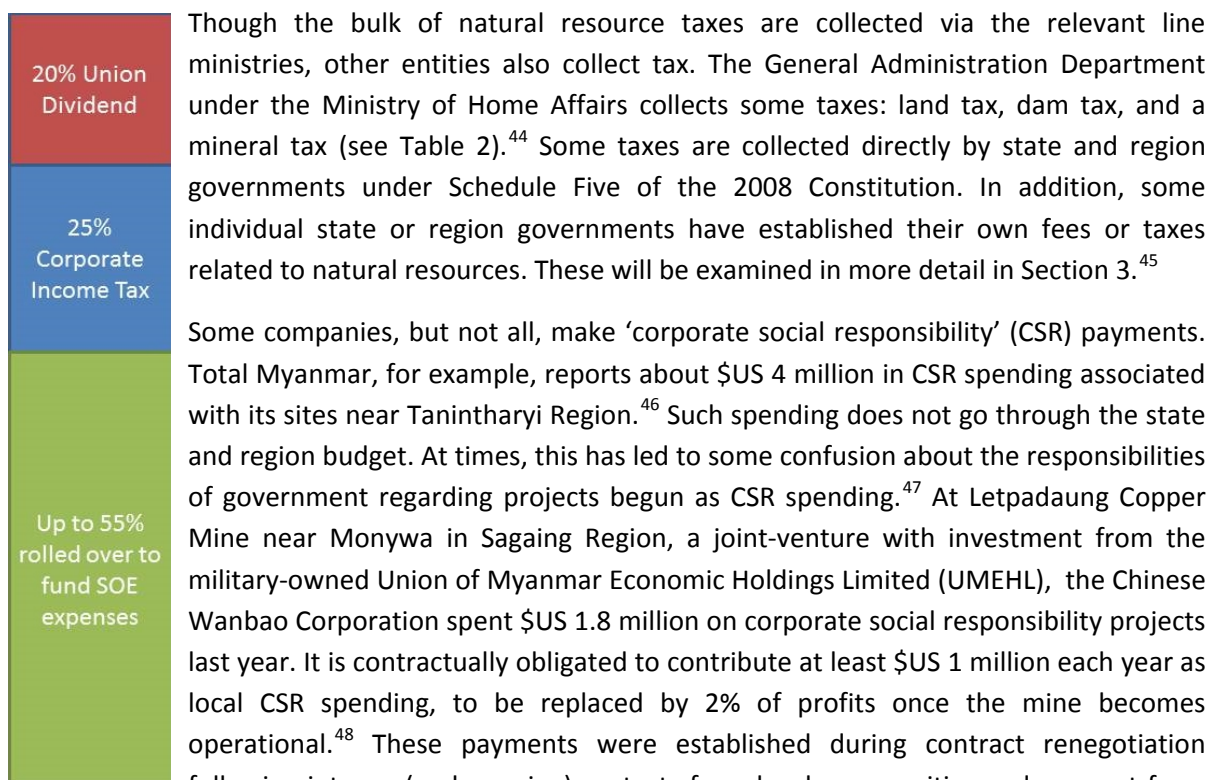 20% Union
Dividend
25%
Corporate
Income Tax
Up to 55%
rolled over to
fund SOE
expenses
Though the bulk of natural resource taxes are collected via the relevant line
ministries, other entities also collect tax. The General Administration Department
under the Ministry of Home Affairs collects some taxes: land tax, dam tax, and a
mineral tax (see Table 2).44 Some taxes are collected directly by state and region
governments under Schedule Five of the 2008 Constitution. In addition, some
individual state or region governments have established their own fees or taxes
related to natural resources. These will be examined in more detail in Section 3.45
Some companies, but not all, make ‘corporate social responsibility’ (CSR) payments.
Total Myanmar, for example, reports about $US 4 million in CSR spending associated
with its sites near Tanintharyi Region.46 Such spending does not go through the state
and region budget. At times, this has led to some confusion about the responsibilities
of government regarding projects begun as CSR spending.47 At Letpadaung Copper
Mine near Monywa in Sagaing Region, a joint-venture with investment from the
military-owned Union of Myanmar Economic Holdings Limited (UMEHL), the Chinese
Wanbao Corporation spent $US 1.8 million on corporate social responsibility projects
last year. It is contractually obligated to contribute at least $US 1 million each year as
local CSR spending, to be replaced by 2% of profits once the mine becomes
operational.48 These payments were established during contract renegotiation